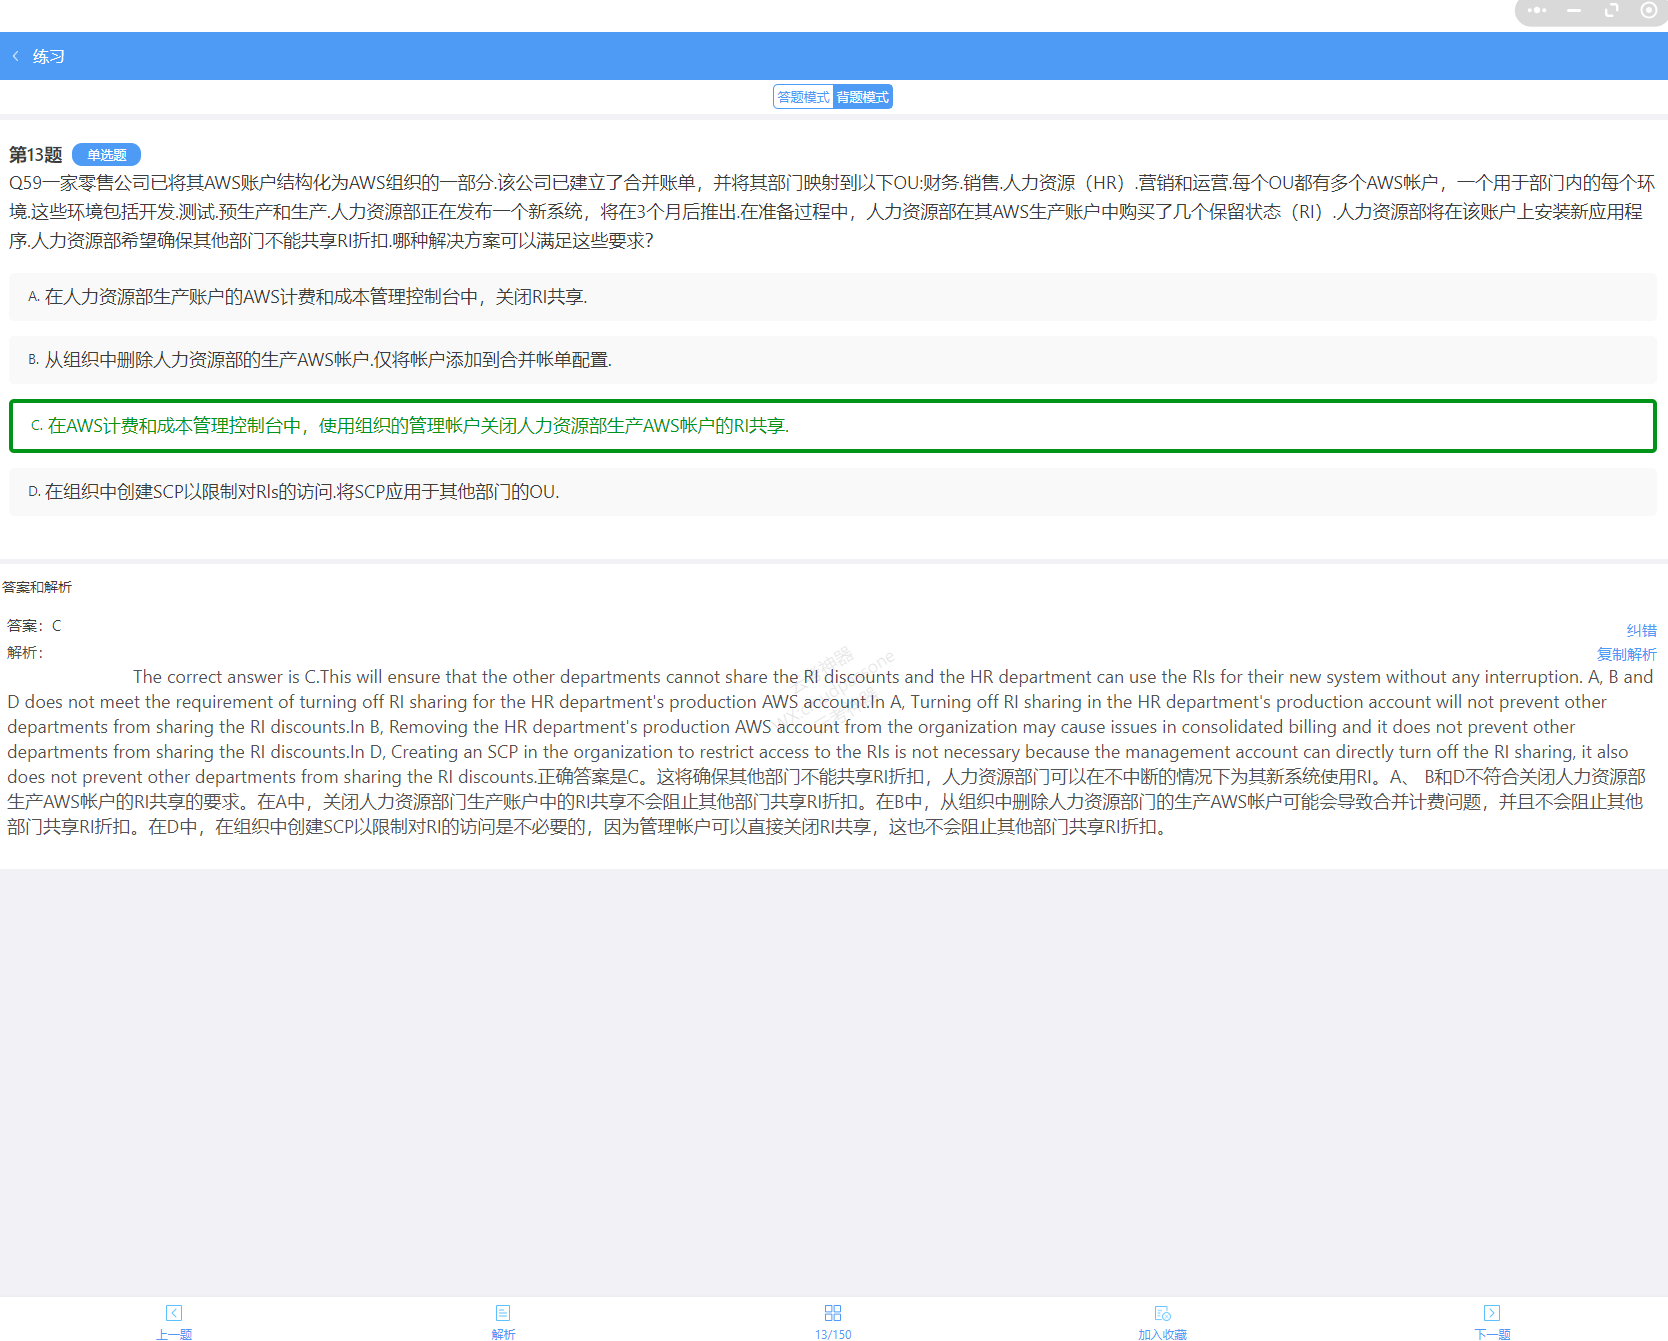 练习
答题模式 背题模式
第13题 单选题
Q59一家零售公司已将其AWS账户结构化为AWS组织的一部分.该公司已建立了合并账单，并将其部门映射到以下OU:财务.销售.人力资源（HR）.营销和运营.每个OU都有多个AWS帐户，一个用于部门内的每个环
境.这些环境包括开发.测试.预生产和生产.人力资源部正在发布一个新系统，将在3个月后推出.在准备过程中，人力资源部在其AWS生产账户中购买了几个保留状态（RI）.人力资源部将在该账户上安装新应用程
序.人力资源部希望确保其他部门不能共享RI折扣.哪种解决方案可以满足这些要求?
A. 在人力资源部生产账户的AWS计费和成本管理控制台中，关闭RI共享.
B. 从组织中删除人力资源部的生产AWS帐户.仅将帐户添加到合并帐单配置.
C. 在AWS计费和成本管理控制台中，使用组织的管理帐户关闭人力资源部生产AWS帐户的RI共享.
D. 在组织中创建SCP以限制对RIs的访问.将SCP应用于其他部门的OU.
答案和解析
答案：C
纠错
解析：
复制解析
The correct answer is C.This will ensure that the other departments cannot share the RI discounts and the HR department can use the RIs for their new system without any interruption. A, B and
D does not meet the requirement of turning off RI sharing for the HR department's production AWS account.In A, Turning off RI sharing in the HR department's production account will not prevent other
departments from sharing the RI discounts.In B, Removing the HR department's production AWS account from the organization may cause issues in consolidated billing and it does not prevent other
departments from sharing the RI discounts.In D, Creating an SCP in the organization to restrict access to the RIs is not necessary because the management account can directly turn off the RI sharing, it also
does not prevent other departments from sharing the RI discounts.正确答案是C。这将确保其他部门不能共享RI折扣，人力资源部门可以在不中断的情况下为其新系统使用RI。A、 B和D不符合关闭人力资源部
生产AWS帐户的RI共享的要求。在A中，关闭人力资源部门生产账户中的RI共享不会阻止其他部门共享RI折扣。在B中，从组织中删除人力资源部门的生产AWS帐户可能会导致合并计费问题，并且不会阻止其他
部门共享RI折扣。在D中，在组织中创建SCP以限制对RI的访问是不必要的，因为管理帐户可以直接关闭RI共享，这也不会阻止其他部门共享RI折扣。
上一题 解析 13/150 加入收藏 下一题